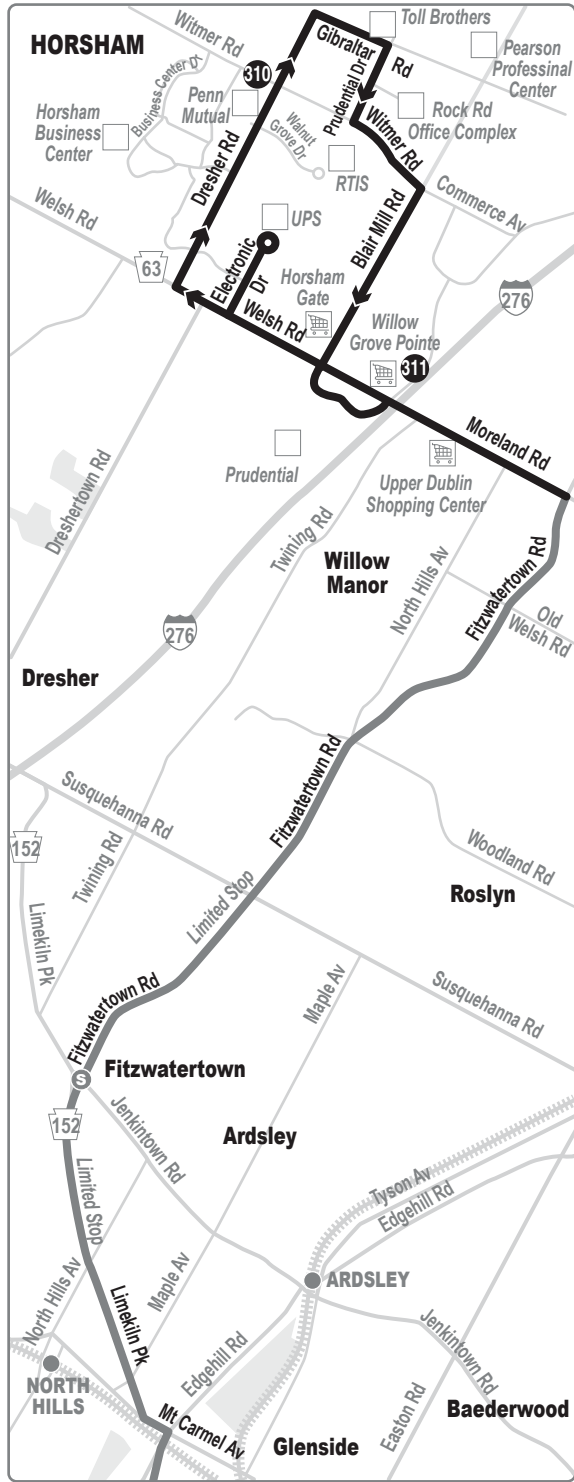 HORSHAM
Witmer Rd
Toll Brothers
Gibraltar
Rd
Pearson
Professinal
Center
310
Business Center Dr
Penn
Mutual
Prudential Dr
Rock Rd
Office Complex
Horsham
Business
Center
Walnut
Grove Dr
Witmer Rd
RTIS
Dresher Rd
Welsh Rd
Commerce Av
UPS
Blair Mill Rd
63
Electronic
Dr
Horsham
Gate
276
Welsh Rd
Willow
Grove Pointe
311
Moreland Rd
Prudential
Upper Dublin
Shopping Center
Dreshertown Rd
Twining Rd
Willow
Manor
North Hills Av
Fitzwatertown Rd
Old
Welsh Rd
276
Dresher
Fitzwatertown Rd
Susquehanna Rd
152
Twining Rd
Woodland Rd
Limited Stop
Roslyn
Limekiln Pk
Maple Av
Susquehanna Rd
Fitzwatertown Rd
S
Fitzwatertown
152
Jenkintown Rd
Ardsley
Limited Stop
Tyson Av
Edgehill Rd
North Hills Av
Maple Av
ARDSLEY
Limekiln Pk
Edgehill Rd
Jenkintown Rd
NORTH
HILLS
Mt Carmel Av
Easton Rd
Baederwood
Glenside